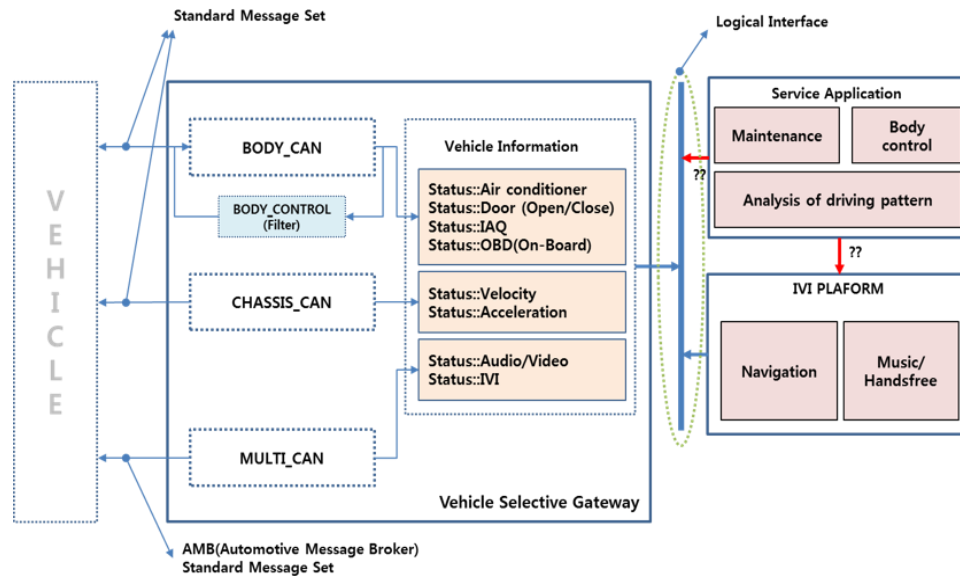 Standard Message Set
Logical Interface
VEHICLE
BODY_CAN
BODY_CONTROL
(Filter)
CHASSIS_CAN
MULTI_CAN
Vehicle Information
Status::Air conditioner
Status::Door (Open/Close)
Status::IAQ
Status::OBD(On-Board)
Status::Velocity
Status::Acceleration
Status::Audio/Video
Status::IVI
Vehicle Selective Gateway
Service Application
Maintenance
Body
control
Analysis of driving pattern
??
??
IVI PLAFORM
Navigation
Music/
Handsfree
AMB(Automotive Message Broker)
Standard Message Set